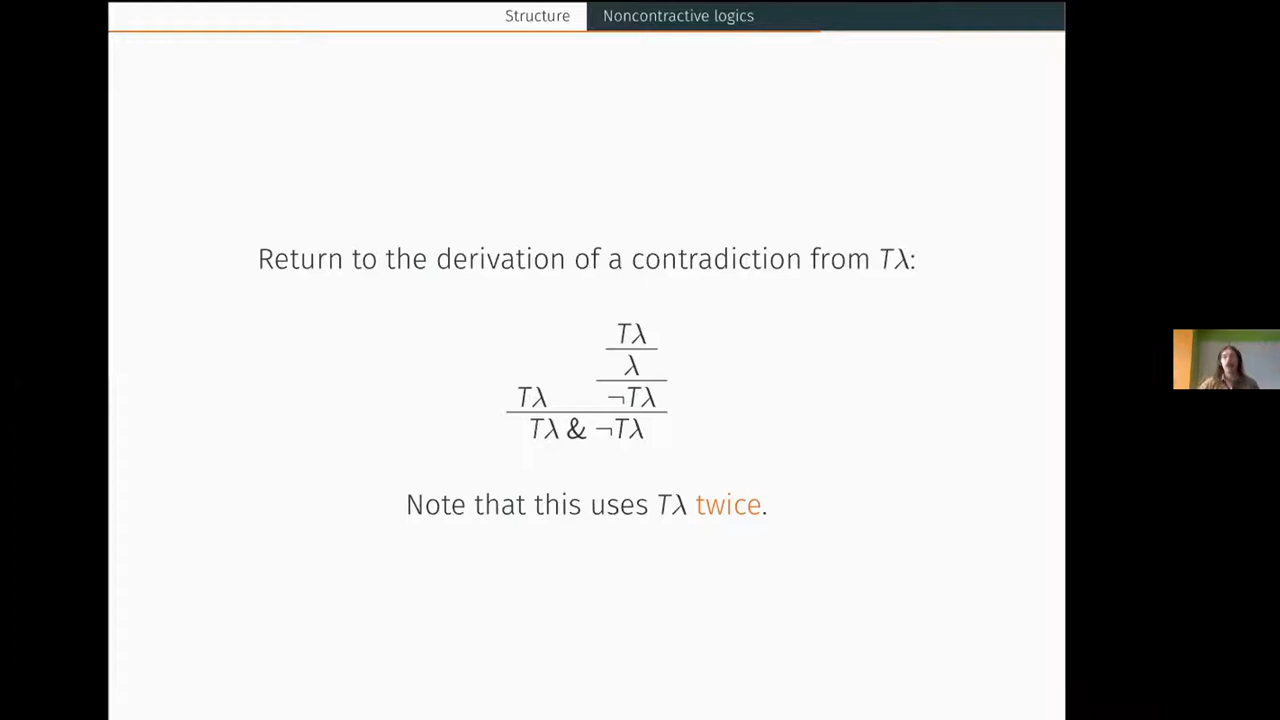 Structure
Noncontractive logics
Return to the derivation of a contradiction from Tλ:
Tλ
λ
Tλ ¬Tλ
Tλ & ¬Tλ
Note that this uses Tλ twice.